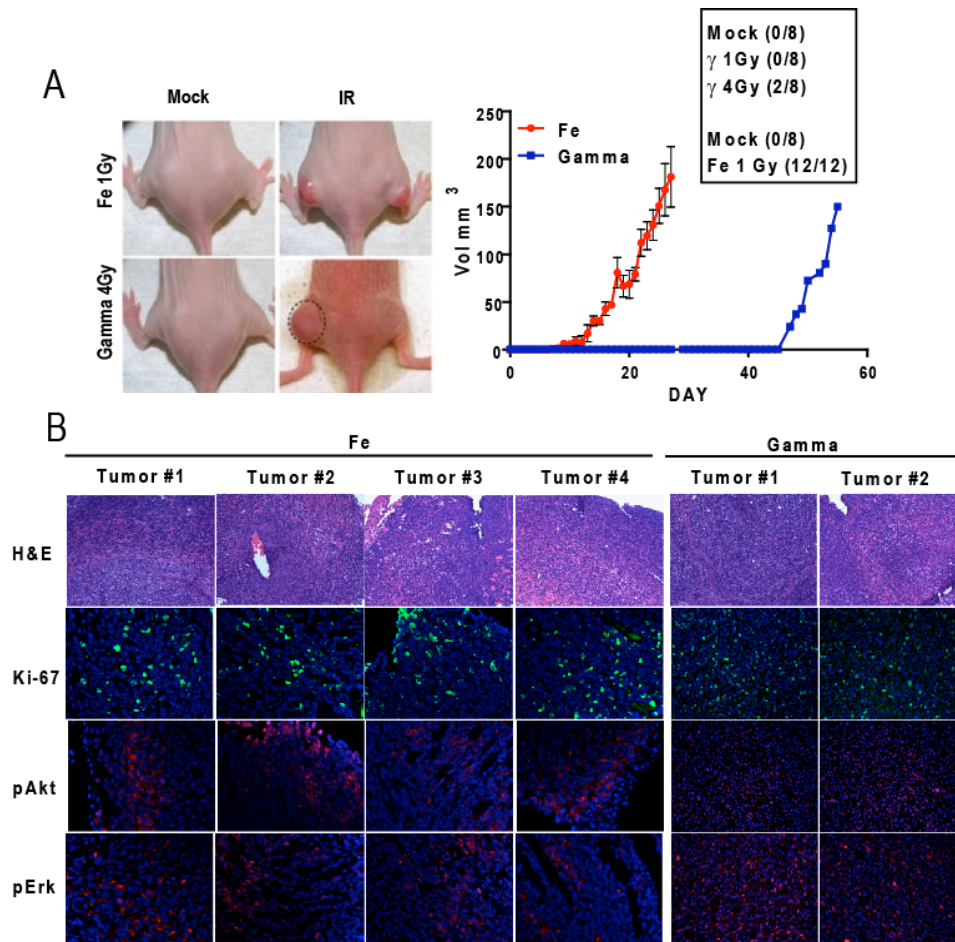 A
Mock IR
Fe 1Gy
Gamma 4Gy
Mock (0/8)
γ 1Gy (0/8)
γ 4Gy (2/8)
Mock (0/8)
Fe 1 Gy (12/12)
Fe
Gamma
Vol mm 3
250
200
150
100
50
0
0 20 40 60
DAY
B
Fe Gamma
Tumor #1 Tumor #2 Tumor #3 Tumor #4 Tumor #1 Tumor #2
H&E
Ki-67
pAkt
pErk